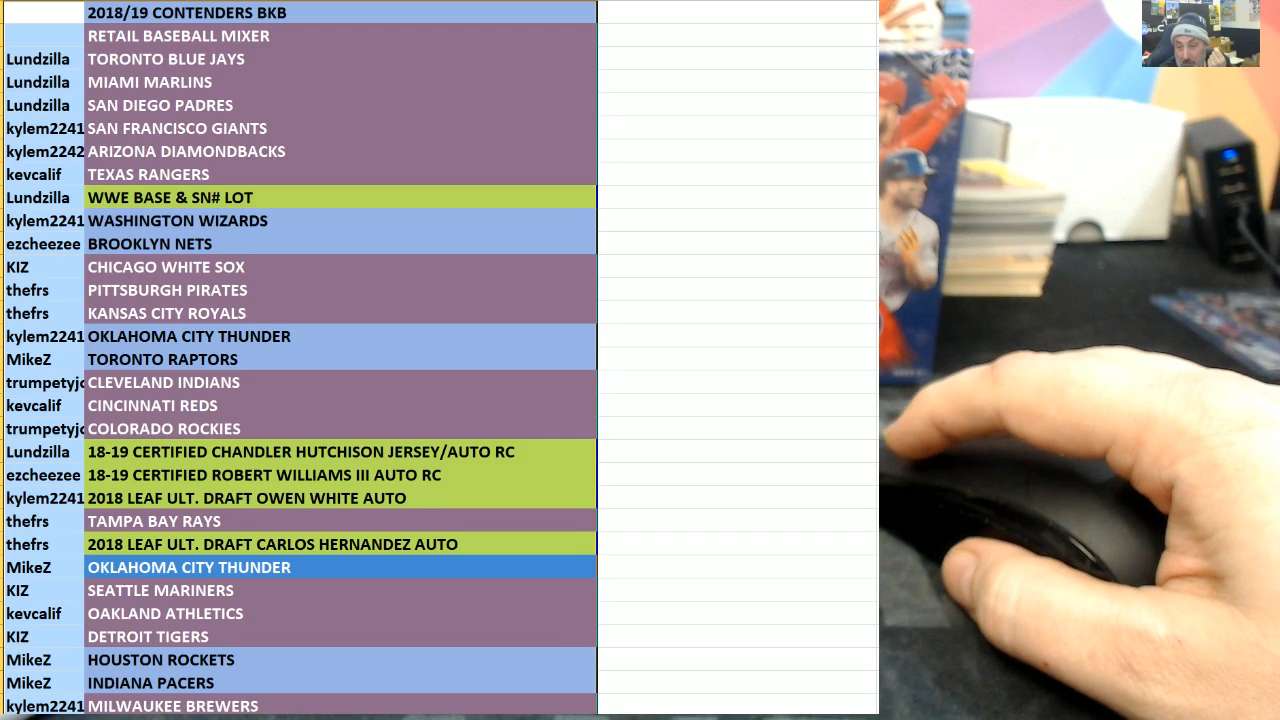 2018/19 CONTENDERS BKB
RETAIL BASEBALL MIXER
Lundzilla TORONTO BLUE JAYS
Lundzilla MIAMI MARLINS
Lundzilla SAN DIEGO PADRES
kylem2241 SAN FRANCISCO GIANTS
kylem2242 ARIZONA DIAMONDBACKS
kevcalif TEXAS RANGERS
Lundzilla WWE BASE & SN# LOT
kylem2241 WASHINGTON WIZARDS
ezcheezee BROOKLYN NETS
KIZ CHICAGO WHITE SOX
thefrs PITTSBURGH PIRATES
thefrs KANSAS CITY ROYALS
kylem2241 OKLAHOMA CITY THUNDER
MikeZ TORONTO RAPTORS
trumpetyjo CLEVELAND INDIANS
kevcalif CINCINNATI REDS
trumpetyjo COLORADO ROCKIES
Lundzilla 18-19 CERTIFIED CHANDLER HUTCHISON JERSEY/AUTO RC
ezcheezee 18-19 CERTIFIED ROBERT WILLIAMS III AUTO RC
kylem2241 2018 LEAF ULT. DRAFT OWEN WHITE AUTO
thefrs TAMPA BAY RAYS
thefrs 2018 LEAF ULT. DRAFT CARLOS HERNANDEZ AUTO
MikeZ OKLAHOMA CITY THUNDER
KIZ SEATTLE MARINERS
kevcalif OAKLAND ATHLETICS
KIZ DETROIT TIGERS
MikeZ HOUSTON ROCKETS
MikeZ INDIANA PACERS
kylem2241 MILWAUKEE BREWERS